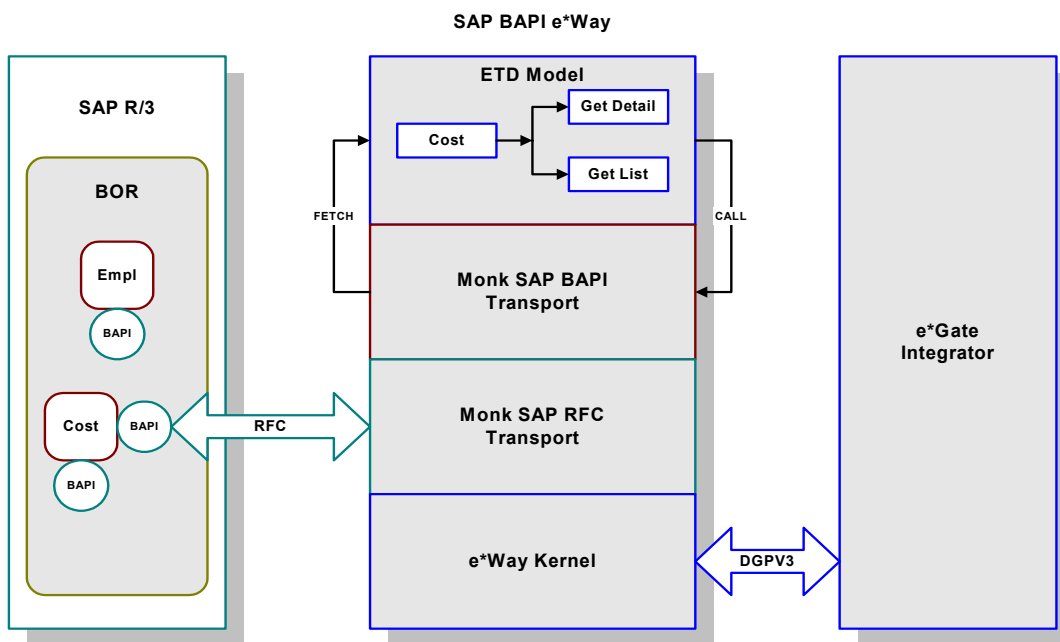 SAP BAPI e*Way
SAP R/3
BOR
Empl
BAPI
Cost
BAPI
BAPI
RFC
ETD Model
Cost
Get Detail
Get List
FETCH
CALL
Monk SAP BAPI
Transport
Monk SAP RFC
Transport
e*Way Kernel
DGPV3
e*Gate
Integrator